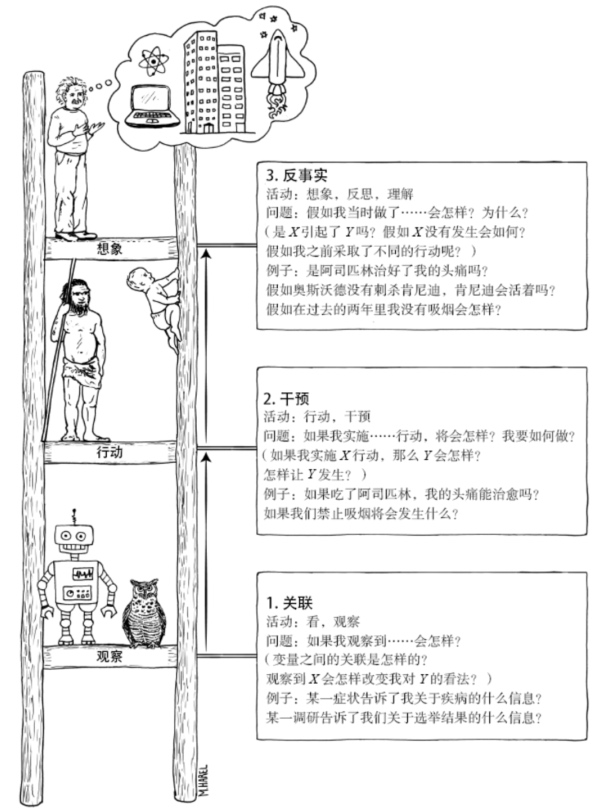 3. 反事实
活动：想象，反思，理解
问题：假如我当时做了……会怎样？为什么？
（是X引起了Y吗？假如X没有发生会如何？
假如我之前采取了不同的行动呢？）
例子：是阿司匹林治好了我的头痛吗？
假如奥斯沃德没有刺杀肯尼迪，肯尼迪会活着吗？
假如在过去的两年里我没有吸烟会怎样？
想象
2. 干预
活动：行动，干预
问题：如果我实施……行动，将会怎样？我要如何做？
（如果我实施X行动，那么Y会怎样？
怎样让Y发生？）
例子：如果吃了阿司匹林，我的头痛能治愈吗？
如果我们禁止吸烟将会发生什么？
行动
1. 关联
活动：看，观察
问题：如果我观察到……会怎样？
（变量之间的关联是怎样的？
观察到X会怎样改变我对Y的看法？）
例子：某一症状告诉了我关于疾病的什么信息？
某一调研告诉了我们关于选举结果的什么信息？
观察
M.HAREL